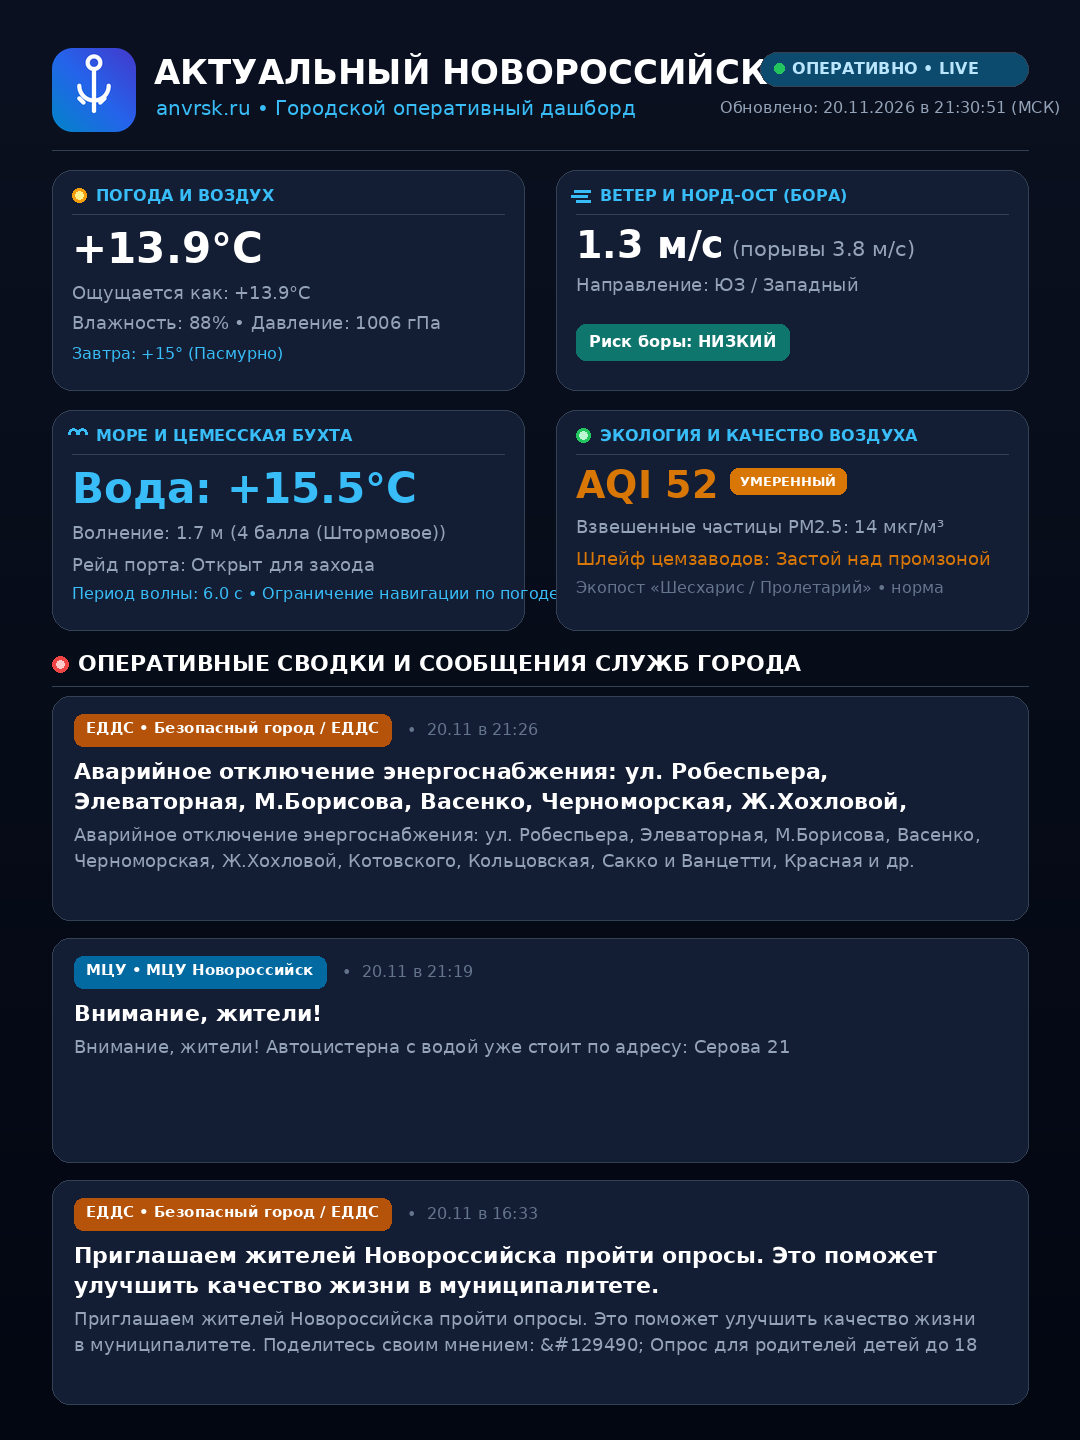 АКТУАЛЬНЫЙ НОВОРОССИЙСК
ОПЕРАТИВНО • LIVE
anvrsk.ru • Городской оперативный дашборд
Обновлено: 20.11.2026 в 21:30:51 (МСК)
ПОГОДА И ВОЗДУХ
+13.9°C
Ощущается как: +13.9°C
Влажность: 88% • Давление: 1006 гПа
Завтра: +15° (Пасмурно)
ВЕТЕР И НОРД-ОСТ (БОРА)
1.3 м/с (порывы 3.8 м/с)
Направление: ЮЗ / Западный
Риск боры: НИЗКИЙ
МОРЕ И ЦЕМЕССКАЯ БУХТА
Вода: +15.5°C
Волнение: 1.7 м (4 балла (Штормовое))
Рейд порта: Открыт для захода
Период волны: 6.0 с • Ограничение навигации по погоде
ЭКОЛОГИЯ И КАЧЕСТВО ВОЗДУХА
AQI 52 УМЕРЕННЫЙ
Взвешенные частицы PM2.5: 14 мкг/м³
Шлейф цемзаводов: Застой над промзоной
Экопост «Шесхарис / Пролетарий» • норма
ОПЕРАТИВНЫЕ СВОДКИ И СООБЩЕНИЯ СЛУЖБ ГОРОДА
ЕДДС • Безопасный город / ЕДДС • 20.11 в 21:26
Аварийное отключение энергоснабжения: ул. Робеспьера,
Элеваторная, М.Борисова, Васенко, Черноморская, Ж.Хохловой,
Аварийное отключение энергоснабжения: ул. Робеспьера, Элеваторная, М.Борисова, Васенко,
Черноморская, Ж.Хохловой, Котовского, Кольцовская, Сакко и Ванцетти, Красная и др.
МЦУ • МЦУ Новороссийск • 20.11 в 21:19
Внимание, жители!
Внимание, жители! Автоцистерна с водой уже стоит по адресу: Серова 21
ЕДДС • Безопасный город / ЕДДС • 20.11 в 16:33
Приглашаем жителей Новороссийска пройти опросы. Это поможет
улучшить качество жизни в муниципалитете.
Приглашаем жителей Новороссийска пройти опросы. Это поможет улучшить качество жизни
в муниципалитете. Поделитесь своим мнением: &#129490; Опрос для родителей детей до 18